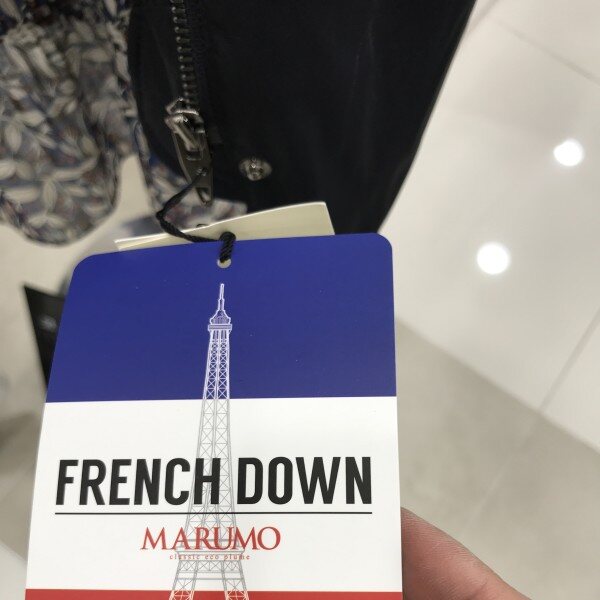 FRENCH DOWN
MARUMO
classic eco plume